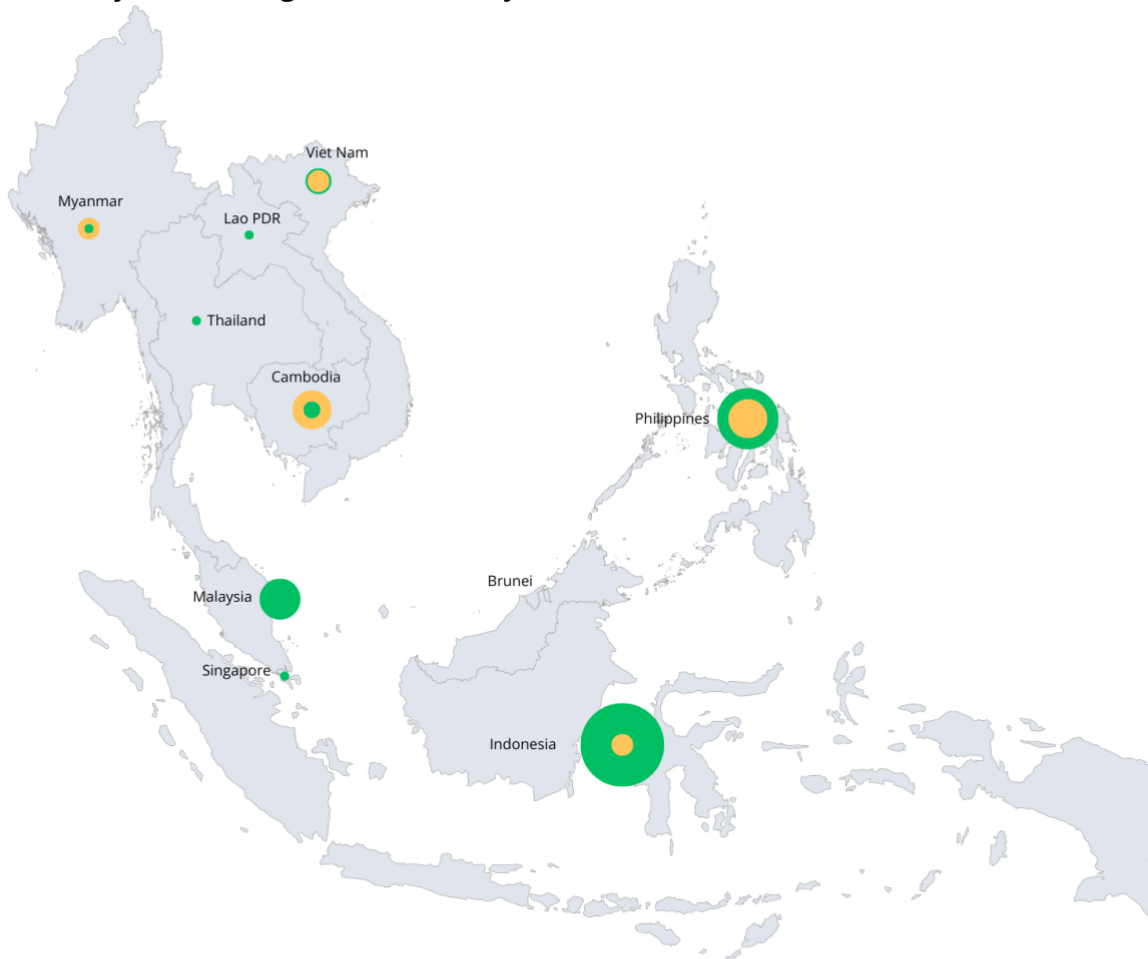 Viet Nam
Myanmar
Lao PDR
Thailand
Cambodia
Philippines
Brunei
Malaysia
Singapore
Indonesia